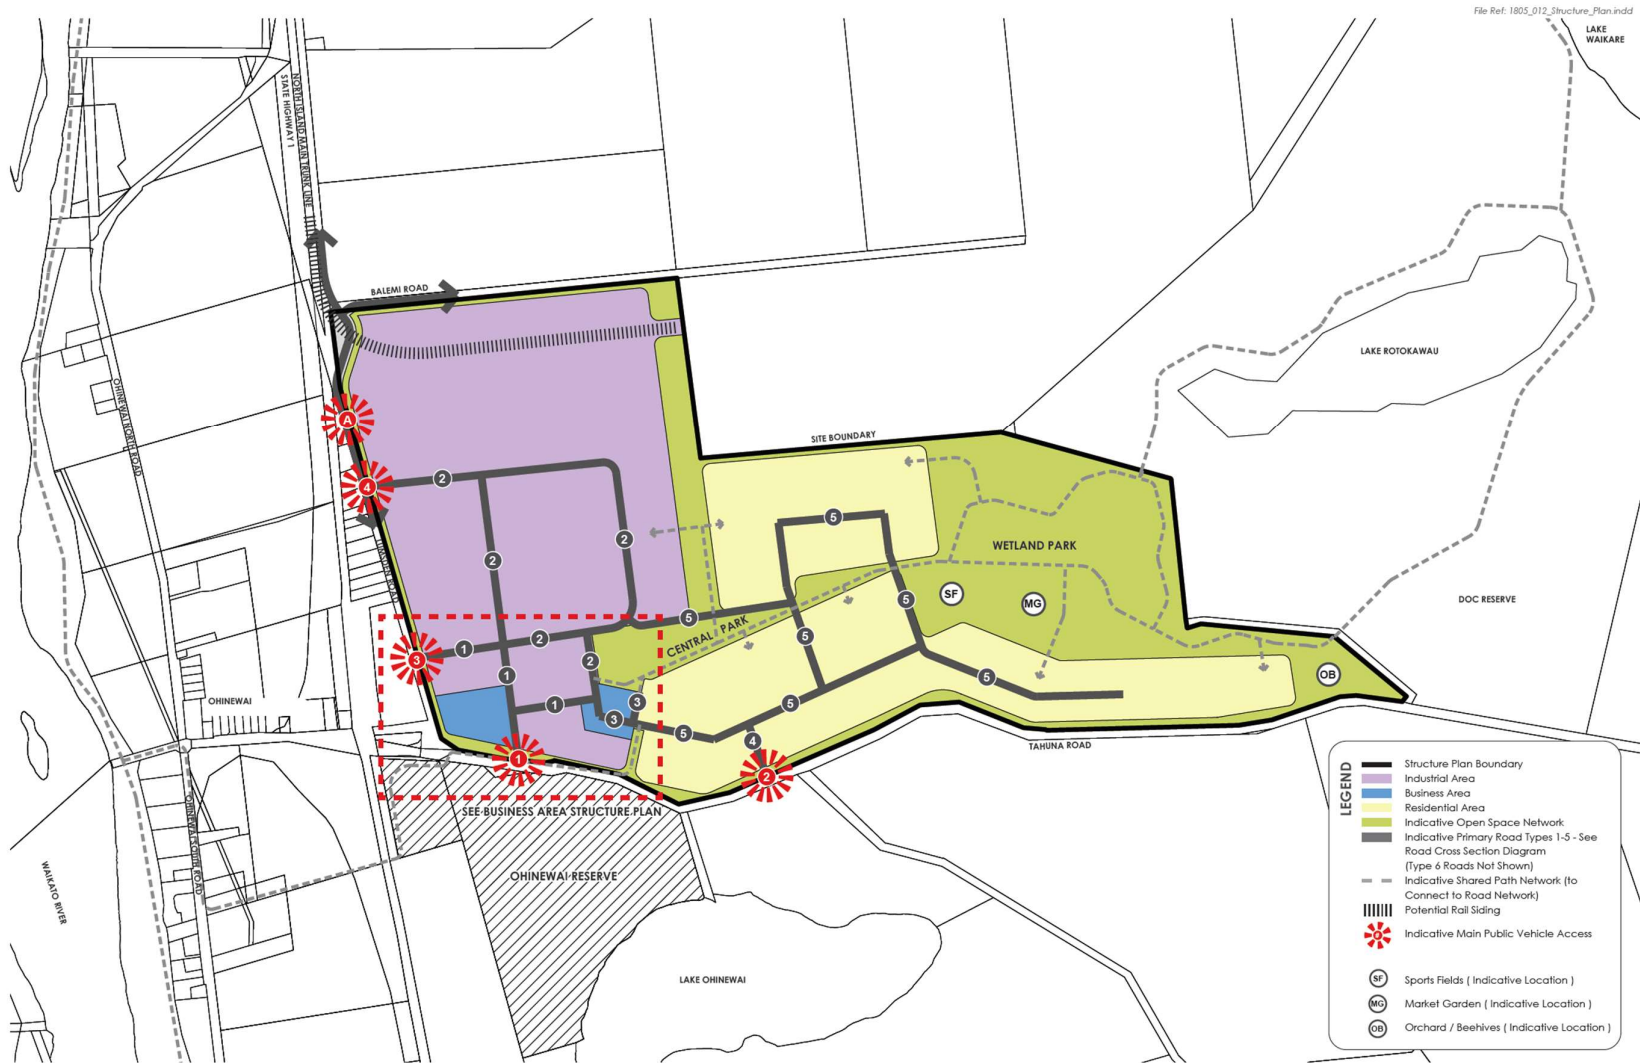 File Ref: 1805_012_Structure_Plan.indd
LAKE
WAIKARE
NORTH ISLAND MAIN TRUNK LINE
STATE HIGHWAY 1
BALEMI ROAD
LAKE ROTOKAWAU
OHINEWAI NORTH ROAD
A
SITE BOUNDARY
4
2
5
2
2
WETLAND PARK
LUMSDEN ROAD
SF
MG
5
DOC RESERVE
5
CENTRAL PARK
5
3
1
2
2
1
5
OB
OHINEWAI
1
3
3
5
5
4
1
2
TAHUNA ROAD
SEE BUSINESS AREA STRUCTURE PLAN
OHINEWAI SOUTH ROAD
WAIKATO RIVER
OHINEWAI RESERVE
LAKE OHINEWAI
LEGEND
Structure Plan Boundary
Industrial Area
Business Area
Residential Area
Indicative Open Space Network
Indicative Primary Road Types 1-5 - See
Road Cross Section Diagram
(Type 6 Roads Not Shown)
Indicative Shared Path Network (to
Connect to Road Network)
Potential Rail Siding
# Indicative Main Public Vehicle Access
SF Sports Fields ( Indicative Location )
MG Market Garden ( Indicative Location )
OB Orchard / Beehives ( Indicative Location )